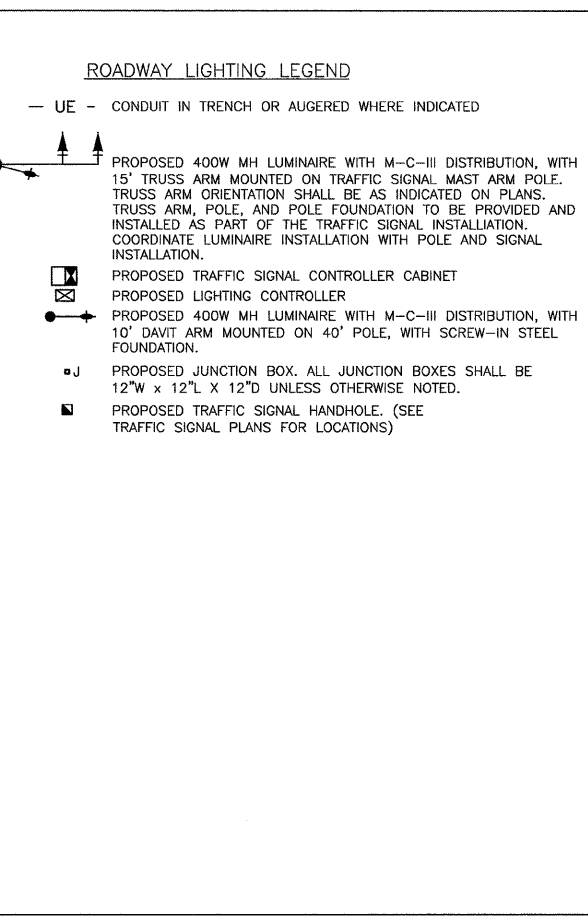 ROADWAY LIGHTING LEGEND
— UE - CONDUIT IN TRENCH OR AUGERED WHERE INDICATED
PROPOSED 400W MH LUMINAIRE WITH M-C-III DISTRIBUTION, WITH
15' TRUSS ARM MOUNTED ON TRAFFIC SIGNAL MAST ARM POLE.
TRUSS ARM ORIENTATION SHALL BE AS INDICATED ON PLANS.
TRUSS ARM, POLE, AND POLE FOUNDATION TO BE PROVIDED AND
INSTALLED AS PART OF THE TRAFFIC SIGNAL INSTALLIATION.
COORDINATE LUMINAIRE INSTALLATION WITH POLE AND SIGNAL
INSTALLATION.
PROPOSED TRAFFIC SIGNAL CONTROLLER CABINET
PROPOSED LIGHTING CONTROLLER
PROPOSED 400W MH LUMINAIRE WITH M-C-III DISTRIBUTION, WITH
10' DAVIT ARM MOUNTED ON 40' POLE, WITH SCREW-IN STEEL
FOUNDATION.
J PROPOSED JUNCTION BOX. ALL JUNCTION BOXES SHALL BE
12"W x 12"L X 12"D UNLESS OTHERWISE NOTED.
PROPOSED TRAFFIC SIGNAL HANDHOLE. (SEE
TRAFFIC SIGNAL PLANS FOR LOCATIONS)